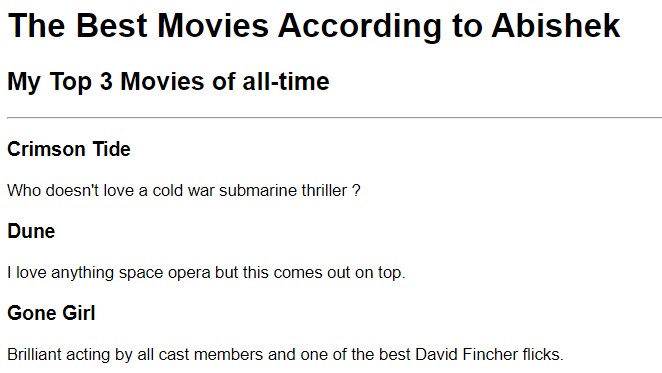 The Best Movies According to Abishek
My Top 3 Movies of all-time
Crimson Tide
Who doesn't love a cold war submarine thriller ?
Dune
I love anything space opera but this comes out on top.
Gone Girl
Brilliant acting by all cast members and one of the best David Fincher flicks.